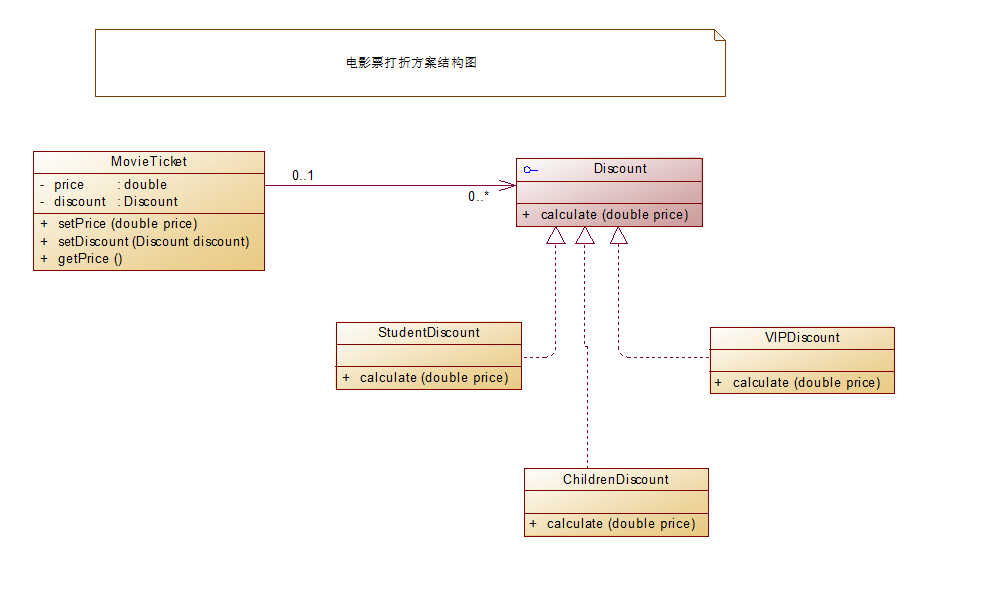 电影票打折方案结构图
MovieTicket
- price : double
- discount : Discount
+ setPrice (double price)
+ setDiscount (Discount discount)
+ getPrice ()
0..1
0..*
Discount
+ calculate (double price)
StudentDiscount
+ calculate (double price)
VIPDiscount
+ calculate (double price)
ChildrenDiscount
+ calculate (double price)